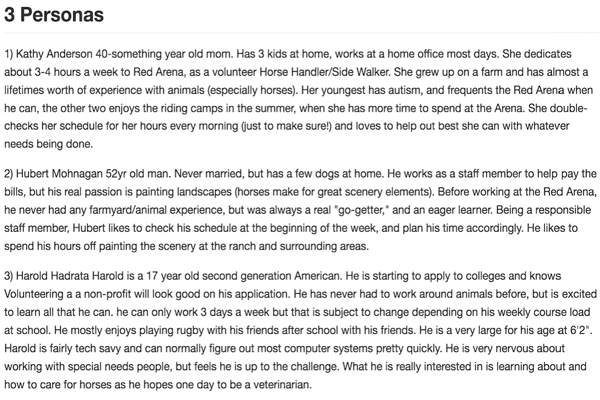 3 Personas
1) Kathy Anderson 40-something year old mom. Has 3 kids at home, works at a home office most days. She dedicates
about 3-4 hours a week to Red Arena, as a volunteer Horse Handler/Side Walker. She grew up on a farm and has almost a
lifetimes worth of experience with animals (especially horses). Her youngest has autism, and frequents the Red Arena when
he can, the other two enjoys the riding camps in the summer, when she has more time to spend at the Arena. She double-
checks her schedule for her hours every morning (just to make sure!) and loves to help out best she can with whatever
needs being done.
2) Hubert Mohnagan 52yr old man. Never married, but has a few dogs at home. He works as a staff member to help pay the
bills, but his real passion is painting landscapes (horses make for great scenery elements). Before working at the Red Arena,
he never had any farmyard/animal experience, but was always a real "go-getter," and an eager learner. Being a responsible
staff member, Hubert likes to check his schedule at the beginning of the week, and plan his time accordingly. He likes to
spend his hours off painting the scenery at the ranch and surrounding areas.
3) Harold Hadrata Harold is a 17 year old second generation American. He is starting to apply to colleges and knows
Volunteering a a non-profit will look good on his application. He has never had to work around animals before, but is excited
to learn all that he can. he can only work 3 days a week but that is subject to change depending on his weekly course load
at school. He mostly enjoys playing rugby with his friends after school with his friends. He is a very large for his age at 6'2".
Harold is fairly tech savy and can normally figure out most computer systems pretty quickly. He is very nervous about
working with special needs people, but feels he is up to the challenge. What he is really interested in is learning about and
how to care for horses as he hopes one day to be a veterinarian.